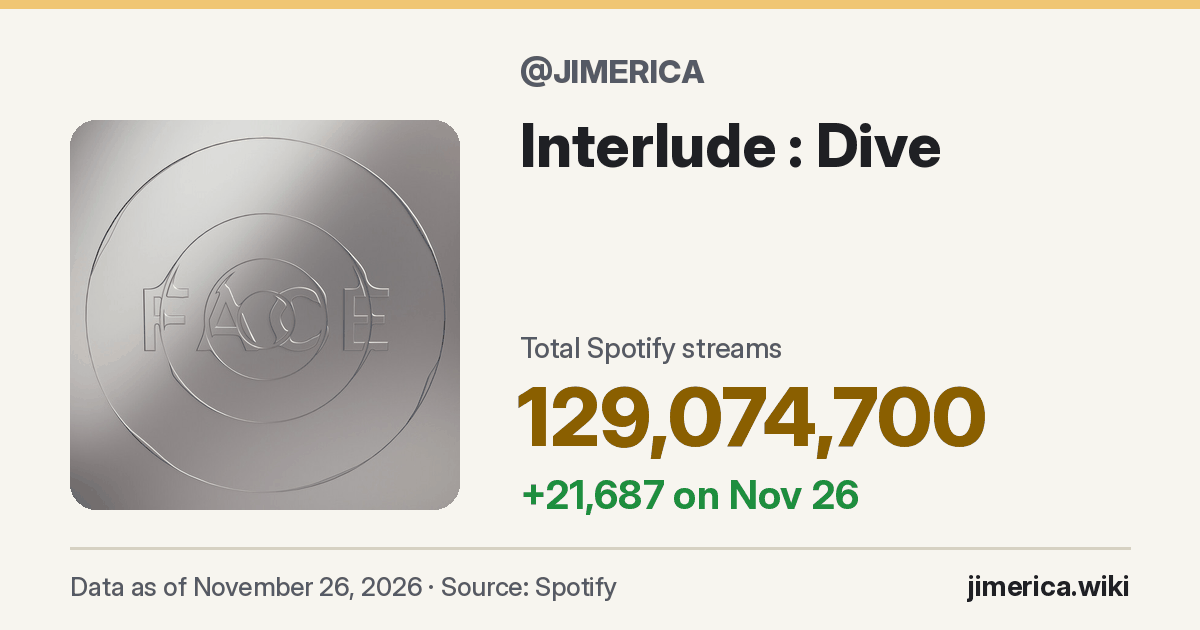 @JIMERICA
Interlude : Dive
FACE
Total Spotify streams
129,074,700
+21,687 on Nov 26
Data as of November 26, 2026 · Source: Spotify
jimerica.wiki